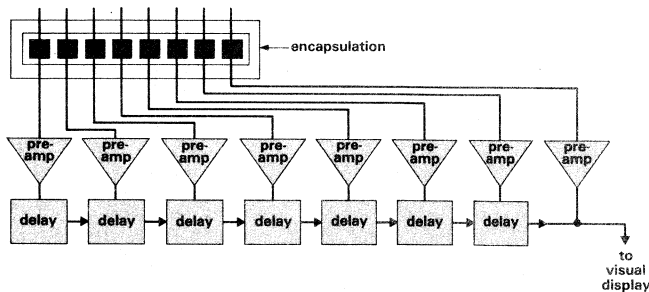 encapsulation
pre-
amp
pre-
amp
pre-
amp
pre-
amp
pre-
amp
pre-
amp
pre-
amp
pre-
amp
delay
delay
delay
delay
delay
delay
delay
to
visual
display